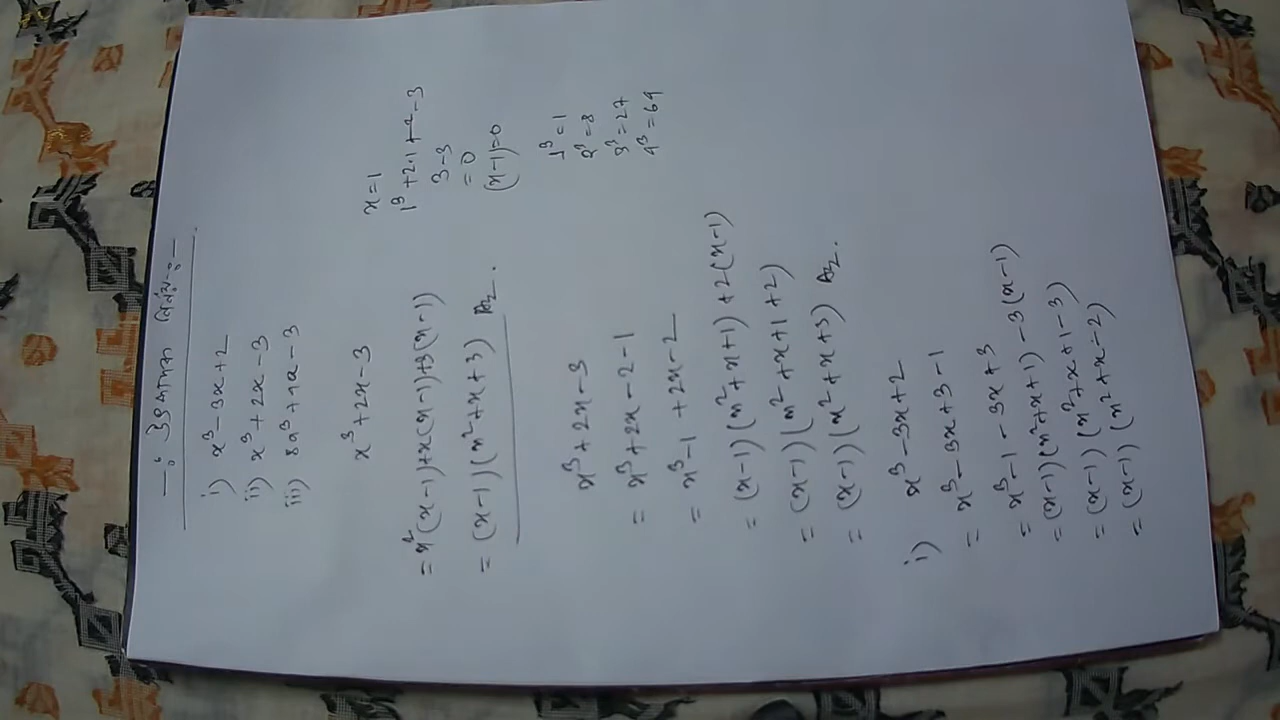 –ঃ উৎপাদকে বিশ্লেষণ ঃ–
i) x³ – 3x + 2
ii) x³ + 2x – 3
iii) 8a³ + a – 3
x³ + 2x – 3
x = 1
1³ + 2.1 – 3
3 – 3
= 0
(x – 1) = 0
= x²(x – 1) + x(x – 1) + 3(x – 1)
= (x – 1)(x² + x + 3)
1³ = 1
2³ = 8
3³ = 27
4³ = 64
x³ + 2x – 3
= x³ + 2x – 2 – 1
= x³ – 1 + 2x – 2
= (x – 1)(x² + x + 1) + 2(x – 1)
= (x – 1)(x² + x + 1 + 2)
= (x – 1)(x² + x + 3)
i) x³ – 3x + 2
= x³ – 3x + 3 – 1
= x³ – 1 – 3x + 3
= (x – 1)(x² + x + 1) – 3(x – 1)
= (x – 1)(x² + x + 1 – 3)
= (x – 1)(x² + x – 2)